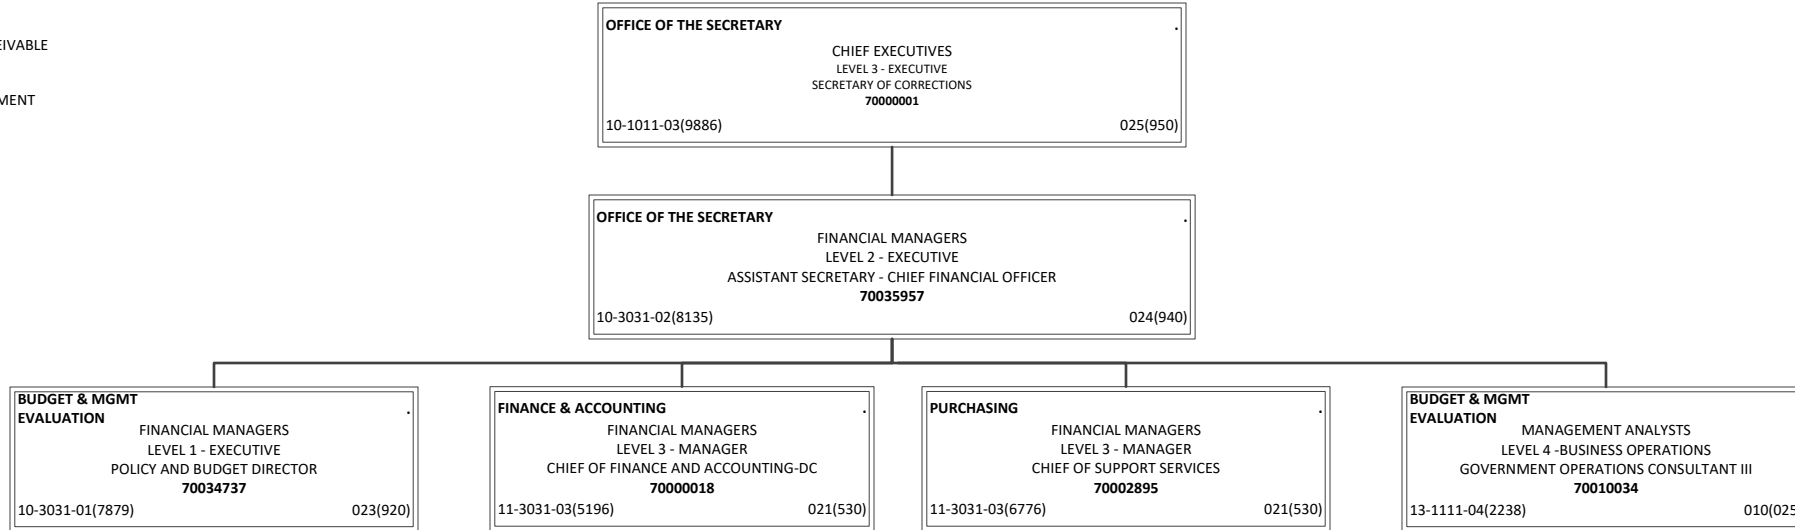 EIVABLE
MENT
OFFICE OF THE SECRETARY .
CHIEF EXECUTIVES
LEVEL 3 - EXECUTIVE
SECRETARY OF CORRECTIONS
70000001
10-1011-03(9886) 025(950)
OFFICE OF THE SECRETARY .
FINANCIAL MANAGERS
LEVEL 2 - EXECUTIVE
ASSISTANT SECRETARY - CHIEF FINANCIAL OFFICER
70035957
10-3031-02(8135) 024(940)
BUDGET & MGMT
EVALUATION .
FINANCIAL MANAGERS
LEVEL 1 - EXECUTIVE
POLICY AND BUDGET DIRECTOR
70034737
10-3031-01(7879) 023(920)
FINANCE & ACCOUNTING .
FINANCIAL MANAGERS
LEVEL 3 - MANAGER
CHIEF OF FINANCE AND ACCOUNTING-DC
70000018
11-3031-03(5196) 021(530)
PURCHASING .
FINANCIAL MANAGERS
LEVEL 3 - MANAGER
CHIEF OF SUPPORT SERVICES
70002895
11-3031-03(6776) 021(530)
BUDGET & MGMT
EVALUATION
MANAGEMENT ANALYSTS
LEVEL 4 -BUSINESS OPERATIONS
GOVERNMENT OPERATIONS CONSULTANT III
70010034
13-1111-04(2238) 010(025